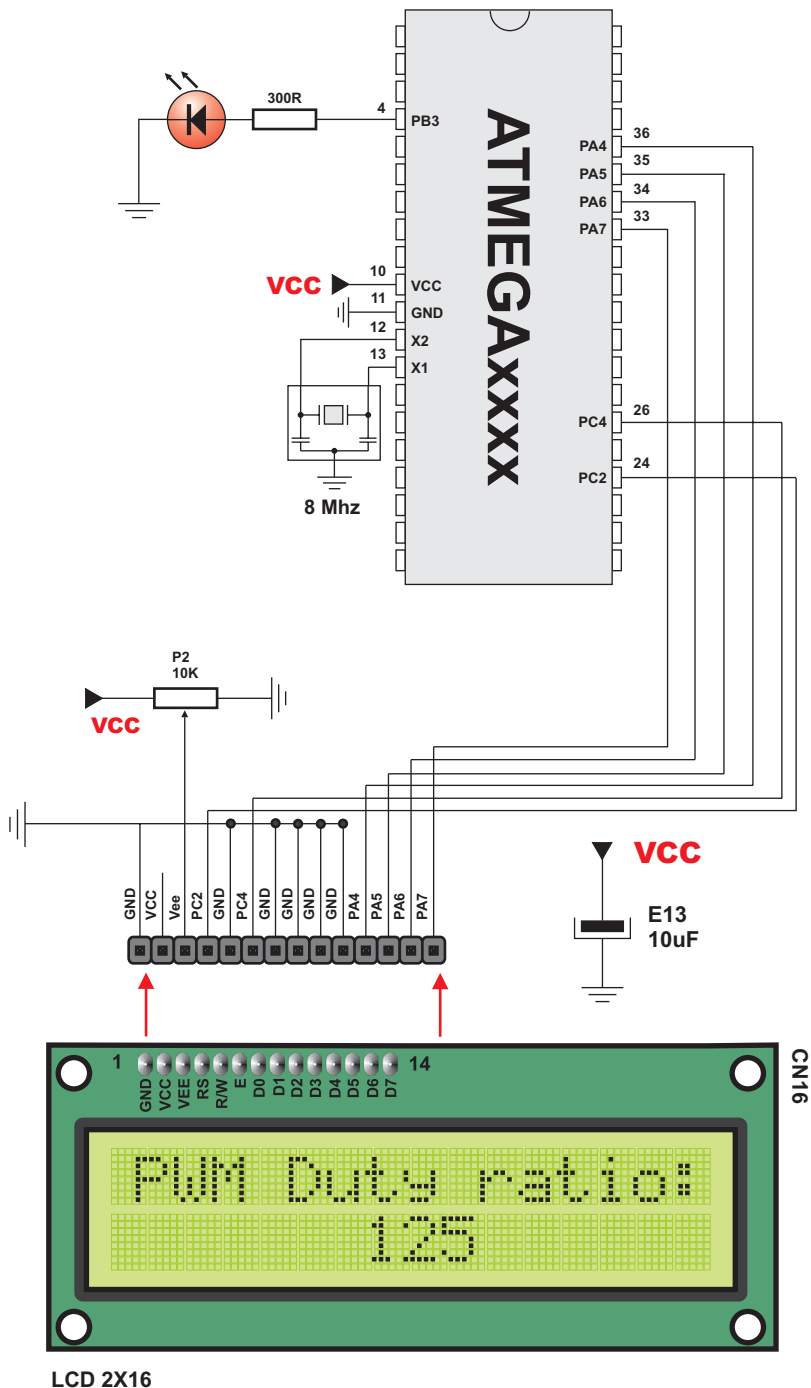 300R
4
PB3
ATMEGAxxxx
PA4
36
PA5
35
PA6
34
PA7
33
VCC
10
VCC
11
GND
12
X2
13
X1
8 Mhz
PC4
26
PC2
24
P2
10K
VCC
GND
VCC
Vee
PC2
GND
PC4
GND
GND
GND
GND
PA4
PA5
PA6
PA7
VCC
E13
10uF
1
14
GND
VCC
VEE
RS
R/W
E
D0
D1
D2
D3
D4
D5
D6
D7
CN16
PWM Duty ratio:
125
LCD 2X16